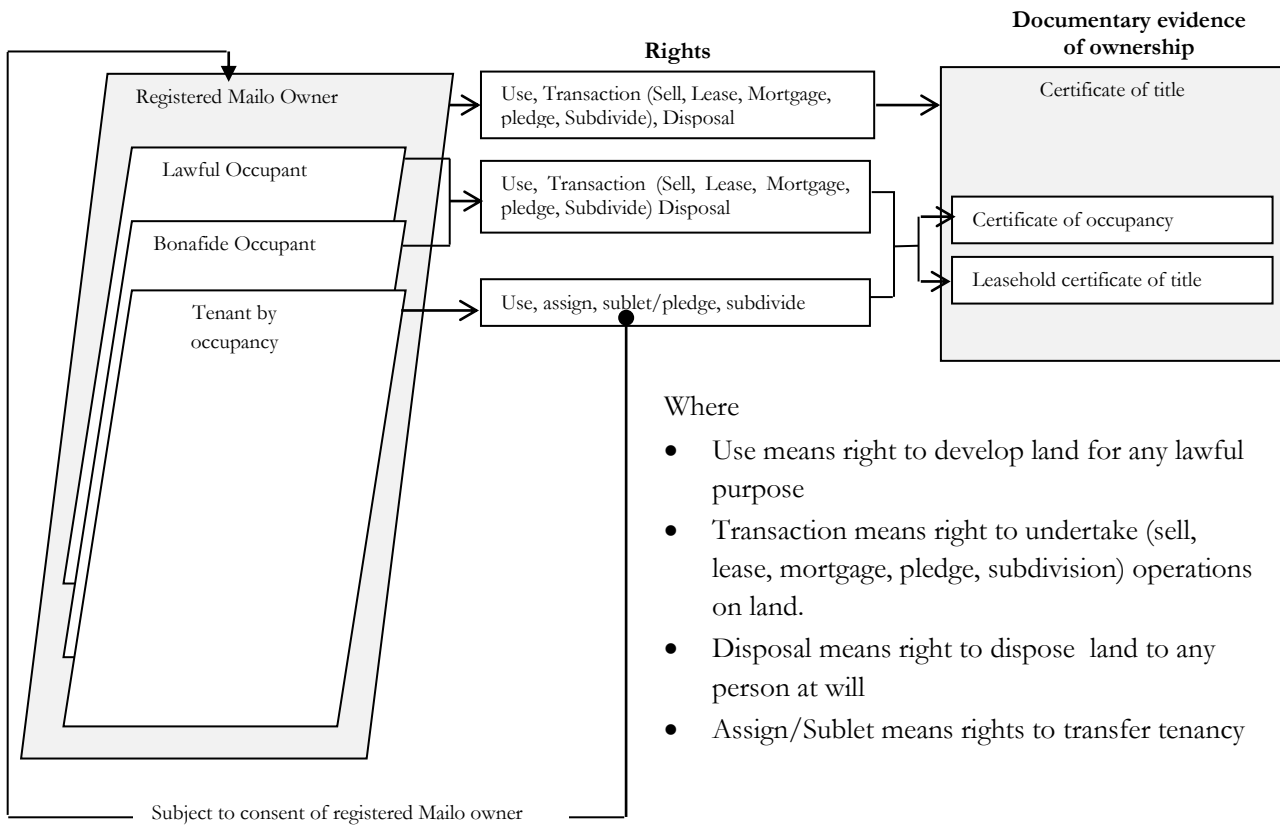 Documentary evidence
of ownership
Rights
Registered Mailo Owner
Use, Transaction (Sell, Lease, Mortgage,
pledge, Subdivide), Disposal
Certificate of title
Lawful Occupant
Use, Transaction (Sell, Lease, Mortgage,
pledge, Subdivide) Disposal
Certificate of occupancy
Bonafide Occupant
Leasehold certificate of title
Tenant by
occupancy
Use, assign, sublet/pledge, subdivide
Where
• Use means right to develop land for any lawful
purpose
• Transaction means right to undertake (sell,
lease, mortgage, pledge, subdivision) operations
on land.
• Disposal means right to dispose land to any
person at will
• Assign/Sublet means rights to transfer tenancy
Subject to consent of registered Mailo owner